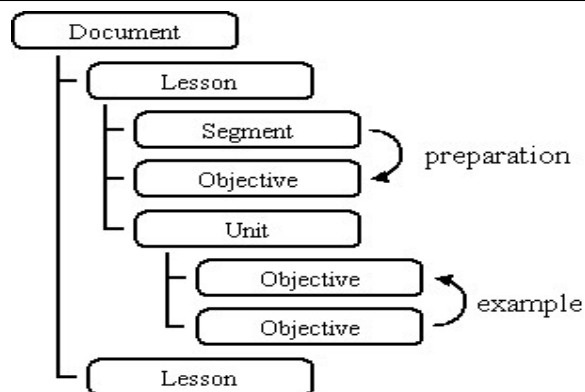 Document
Lesson
Segment
preparation
Objective
Unit
Objective
example
Objective
Lesson